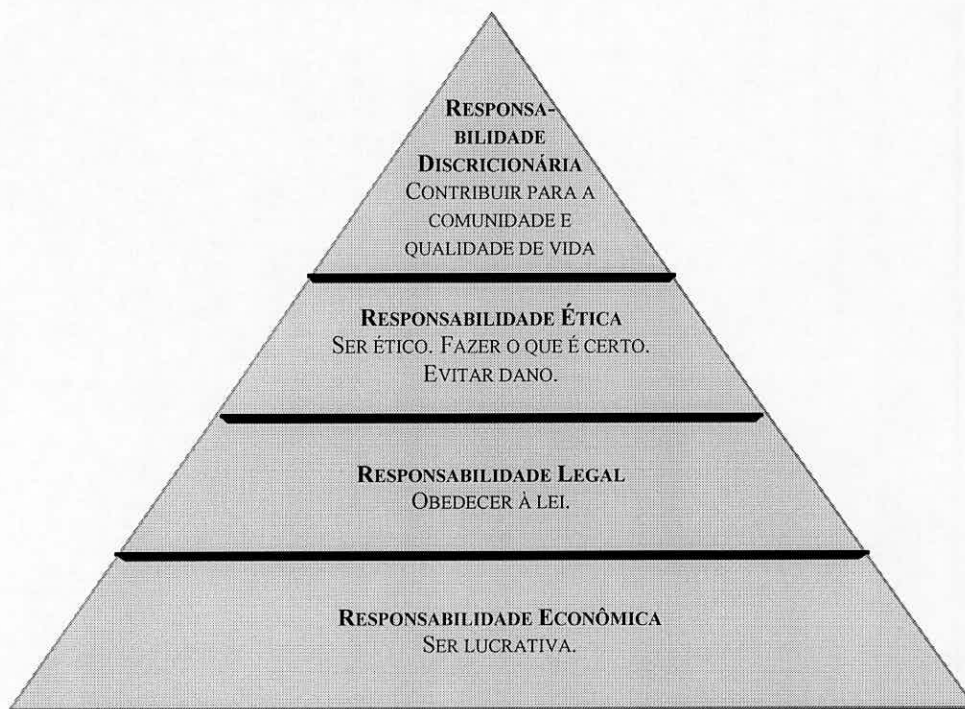 RESPONSA-
BILIDADE
DISCRICIONÁRIA
CONTRIBUIR PARA A
COMUNIDADE E
QUALIDADE DE VIDA
RESPONSABILIDADE ÉTICA
SER ÉTICO. FAZER O QUE É CERTO.
EVITAR DANO.
RESPONSABILIDADE LEGAL
OBEDECER À LEI.
RESPONSABILIDADE ECONÔMICA
SER LUCRATIVA.